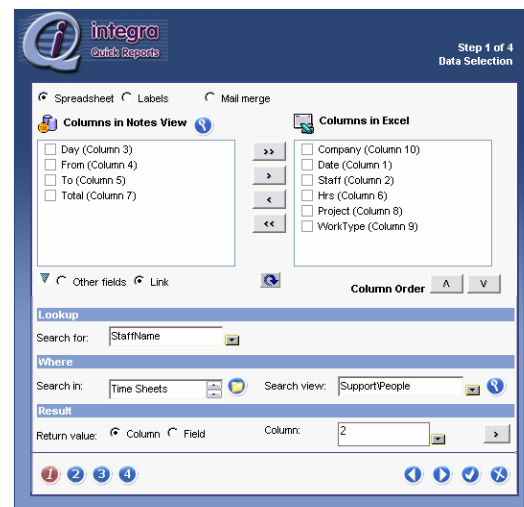 integra
Quick Reports
Step 1 of 4
Data Selection
Spreadsheet Labels Mail merge
Columns in Notes View Columns in Excel
Day (Column 3)
From (Column 4)
To (Column 5)
Total (Column 7)
>>
>
<
<<
Company (Column 10)
Date (Column 1)
Staff (Column 2)
Hrs (Column 6)
Project (Column 8)
WorkType (Column 9)
Other fields Link
Column Order ʌ v
Lookup
Search for: StaffName
Where
Search in: Time Sheets Search view: Support\People
Result
Return value: Column Field Column: 2 >
1 2 3 4